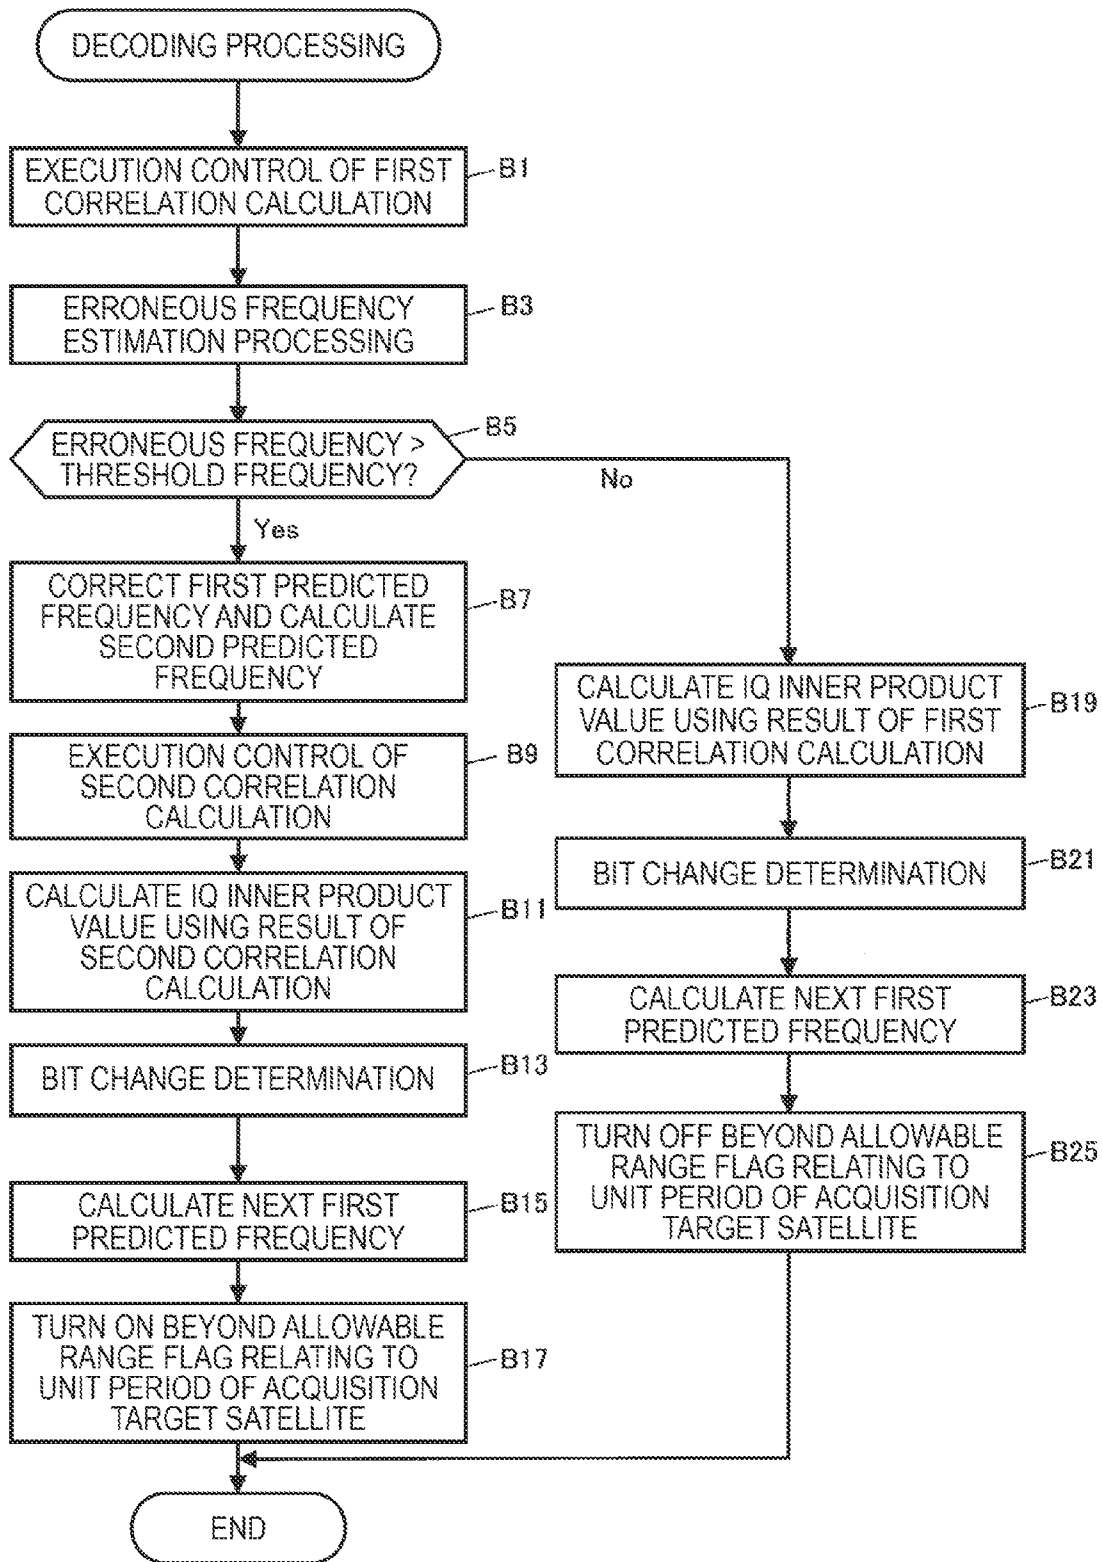 DECODING PROCESSING
EXECUTION CONTROL OF FIRST
CORRELATION CALCULATION
B1
ERRONEOUS FREQUENCY
ESTIMATION PROCESSING
B3
ERRONEOUS FREQUENCY >
THRESHOLD FREQUENCY?
B5
No
Yes
CORRECT FIRST PREDICTED
FREQUENCY AND CALCULATE
SECOND PREDICTED
FREQUENCY
B7
EXECUTION CONTROL OF
SECOND CORRELATION
CALCULATION
B9
CALCULATE IQ INNER PRODUCT
VALUE USING RESULT OF
SECOND CORRELATION
CALCULATION
B11
BIT CHANGE DETERMINATION
B13
CALCULATE NEXT FIRST
PREDICTED FREQUENCY
B15
TURN ON BEYOND ALLOWABLE
RANGE FLAG RELATING TO
UNIT PERIOD OF ACQUISITION
TARGET SATELLITE
B17
CALCULATE IQ INNER PRODUCT
VALUE USING RESULT OF FIRST
CORRELATION CALCULATION
B19
BIT CHANGE DETERMINATION
B21
CALCULATE NEXT FIRST
PREDICTED FREQUENCY
B23
TURN OFF BEYOND ALLOWABLE
RANGE FLAG RELATING TO
UNIT PERIOD OF ACQUISITION
TARGET SATELLITE
B25
END